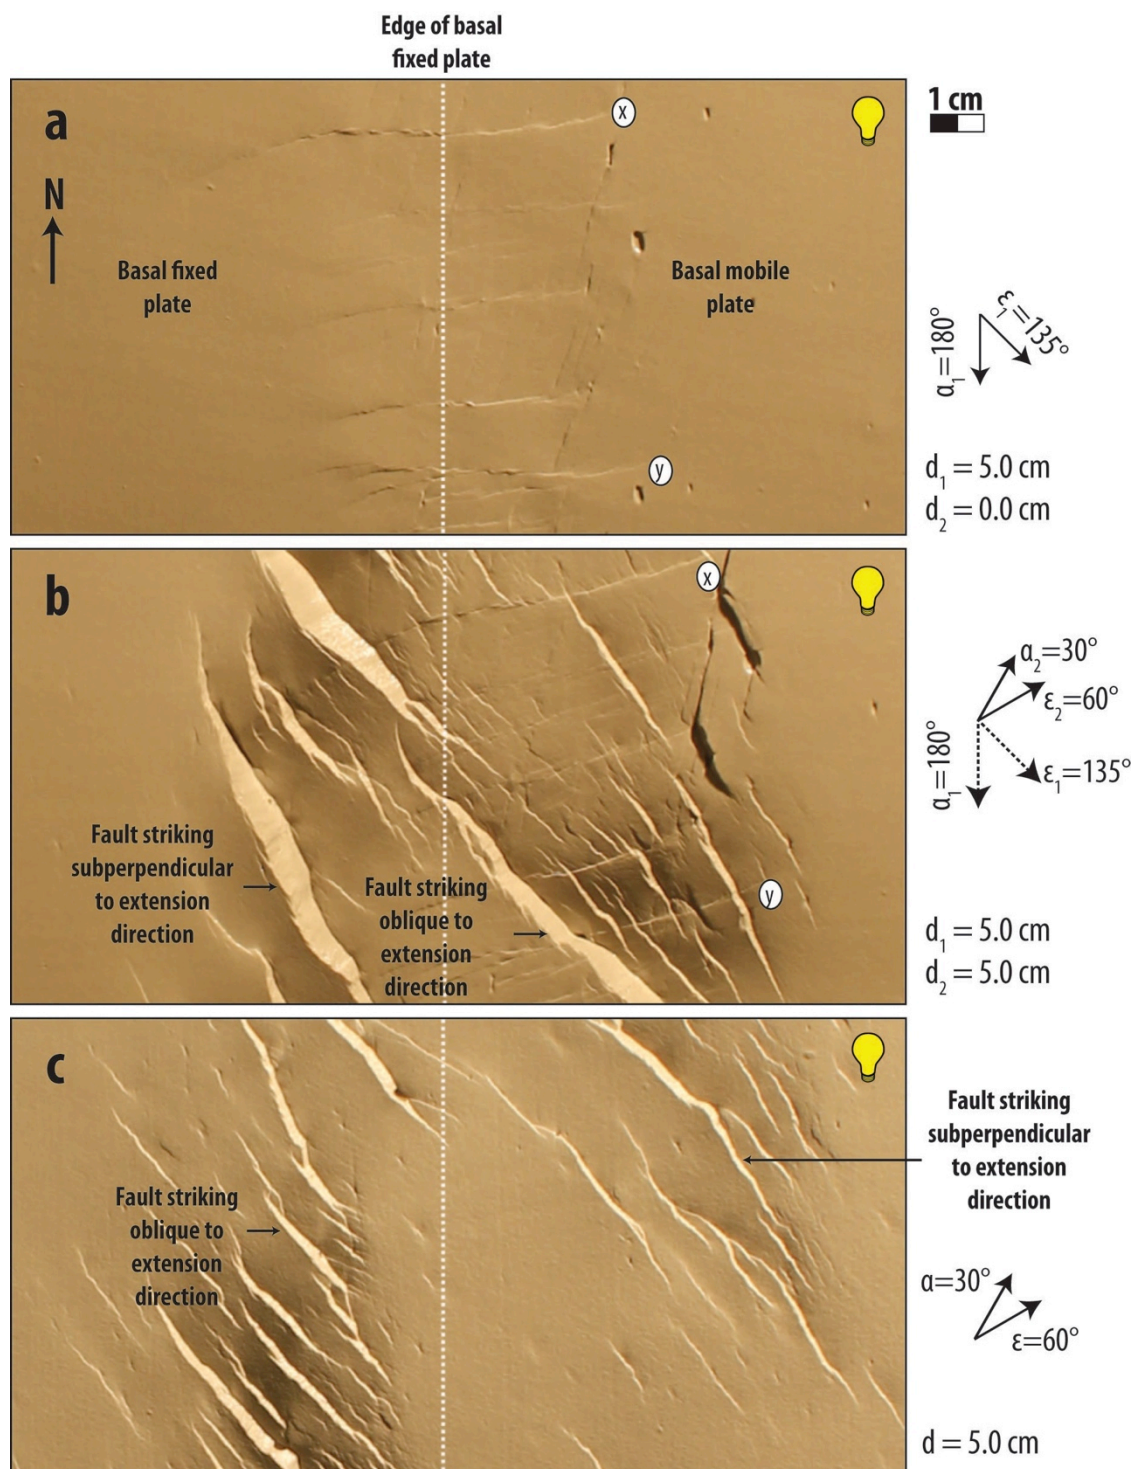 Edge of basal
fixed plate
a
x
1 cm
N
Basal fixed
plate
Basal mobile
plate
α₁=180°
ε₁=135°
y
d₁ = 5.0 cm
d₂ = 0.0 cm
b
x
α₂=30°
ε₂=60°
α₁=180°
ε₁=135°
Fault striking
subperpendicular
to extension
direction
Fault striking
oblique to
extension
direction
y
d₁ = 5.0 cm
d₂ = 5.0 cm
c
Fault striking
subperpendicular
to extension
direction
Fault striking
oblique to
extension
direction
α=30°
ε=60°
d = 5.0 cm